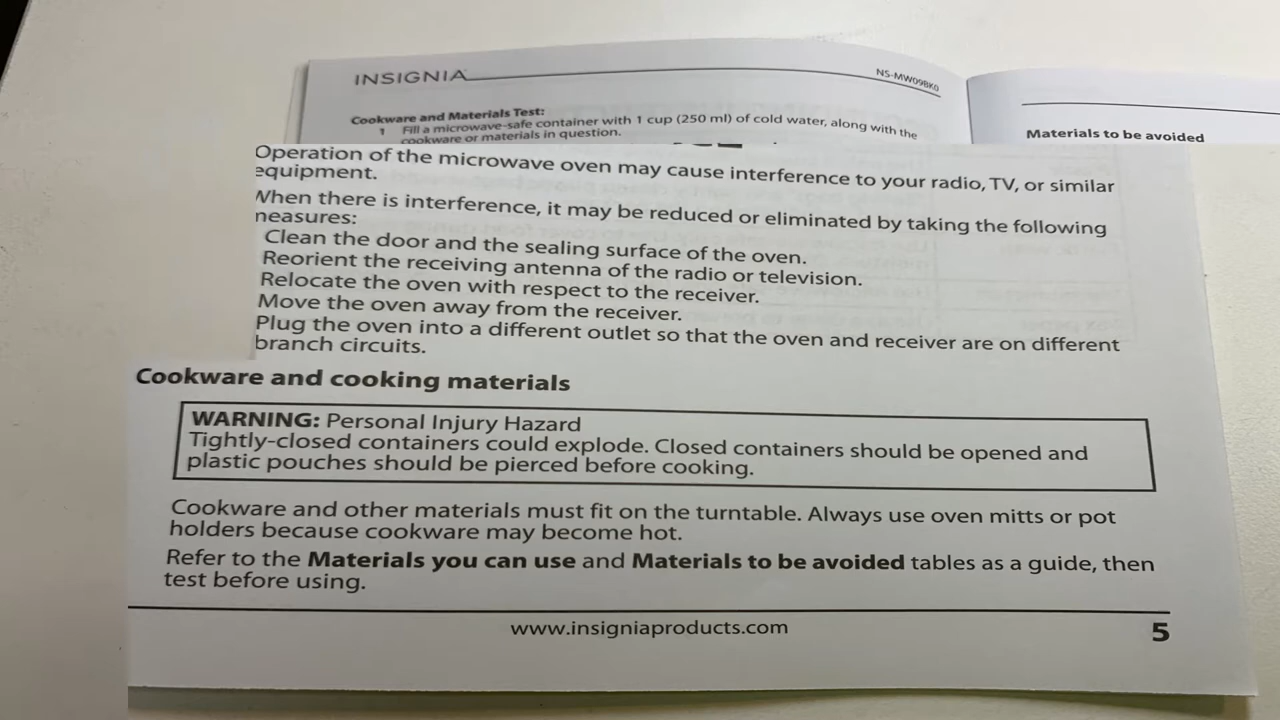 INSIGNIA
NS-MW09BK0
Cookware and Materials Test:
1 Fill a microwave-safe container with 1 cup (250 ml) of cold water, along with the
cookware or materials in question.
Materials to be avoided
Operation of the microwave oven may cause interference to your radio, TV, or similar
equipment.
When there is interference, it may be reduced or eliminated by taking the following
neasures:
Clean the door and the sealing surface of the oven.
Reorient the receiving antenna of the radio or television.
Relocate the oven with respect to the receiver.
Move the oven away from the receiver.
Plug the oven into a different outlet so that the oven and receiver are on different
branch circuits.
Cookware and cooking materials
WARNING: Personal Injury Hazard
Tightly-closed containers could explode. Closed containers should be opened and
plastic pouches should be pierced before cooking.
Cookware and other materials must fit on the turntable. Always use oven mitts or pot
holders because cookware may become hot.
Refer to the Materials you can use and Materials to be avoided tables as a guide, then
test before using.
www.insigniaproducts.com
5